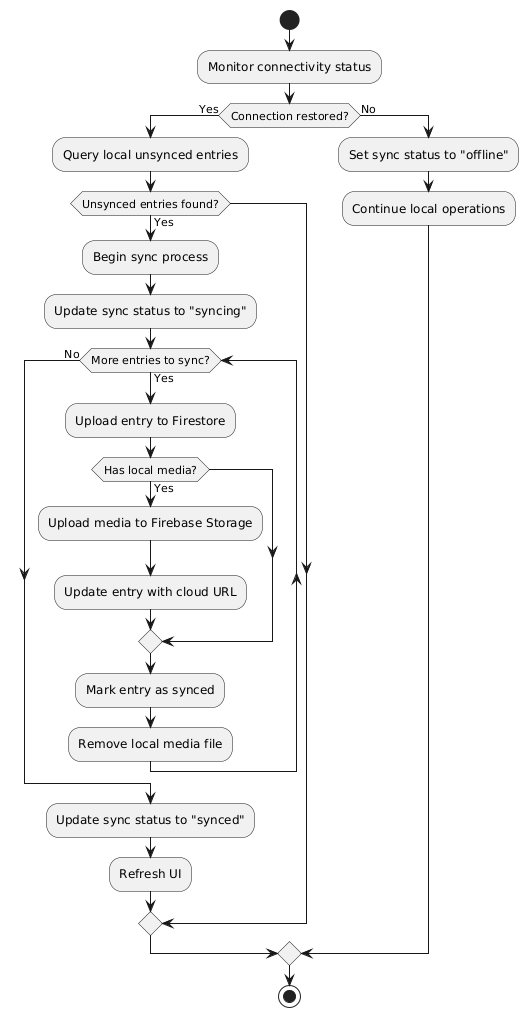 Monitor connectivity status
Yes
Connection restored?
No
Query local unsynced entries
Set sync status to "offline"
Unsynced entries found?
Continue local operations
Yes
Begin sync process
Update sync status to "syncing"
No
More entries to sync?
Yes
Upload entry to Firestore
Has local media?
Yes
Upload media to Firebase Storage
Update entry with cloud URL
Mark entry as synced
Remove local media file
Update sync status to "synced"
Refresh UI